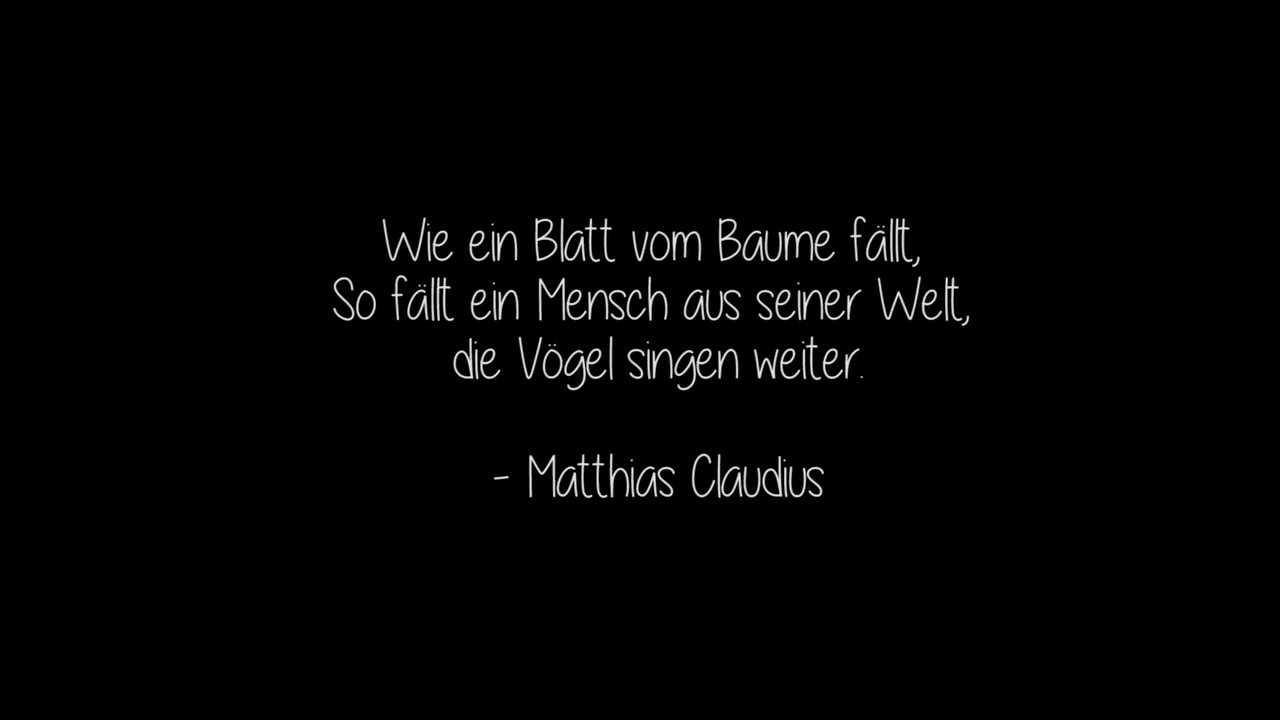 Wie ein Blatt vom Baume fällt,
So fällt ein Mensch aus seiner Welt,
die Vögel singen weiter.
- Matthias Claudius